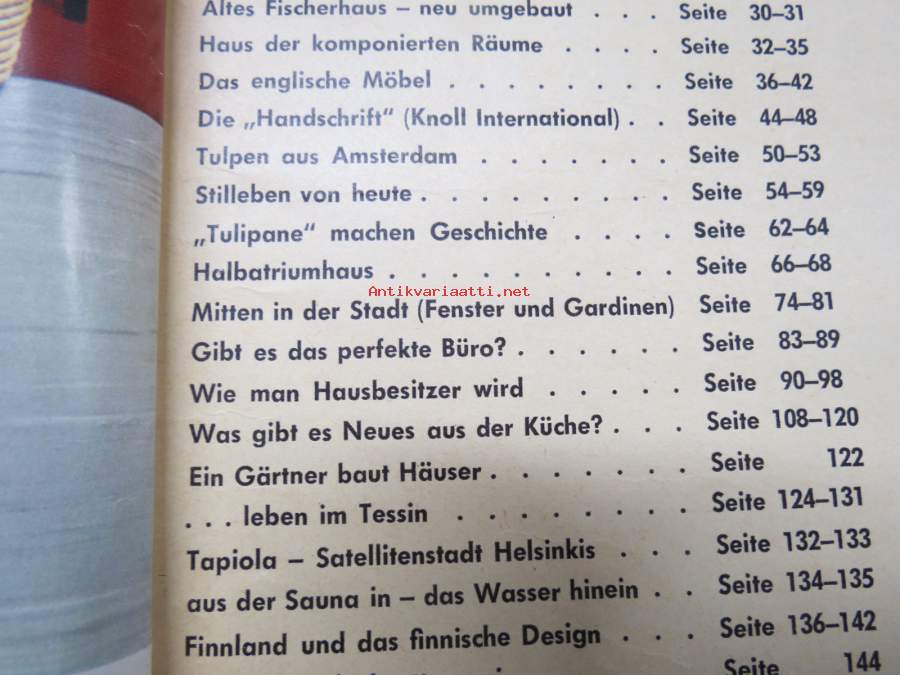 Altes Fischerhaus – neu umgebaut . . . Seite 30–31
Haus der komponierten Räume . . . . Seite 32–35
Das englische Möbel . . . . . . . . Seite 36–42
Die „Handschrift“ (Knoll International) . . Seite 44–48
Tulpen aus Amsterdam . . . . . . . Seite 50–53
Stilleben von heute . . . . . . . . . Seite 54–59
„Tulipane“ machen Geschichte . . . . Seite 62–64
Halbatriumhaus . . . . . . . . . . Seite 66–68
Antikvariaatti.net
Mitten in der Stadt (Fenster und Gardinen) Seite 74–81
Gibt es das perfekte Büro? . . . . . . Seite 83–89
Wie man Hausbesitzer wird . . . . . Seite 90–98
Was gibt es Neues aus der Küche? . . . Seite 108–120
Ein Gärtner baut Häuser . . . . . . . Seite 122
. . . leben im Tessin . . . . . . . . Seite 124–131
Tapiola – Satellitenstadt Helsinkis . . . Seite 132–133
aus der Sauna in – das Wasser hinein . . Seite 134–135
Finnland und das finnische Design . . . Seite 136–142
Seite 144